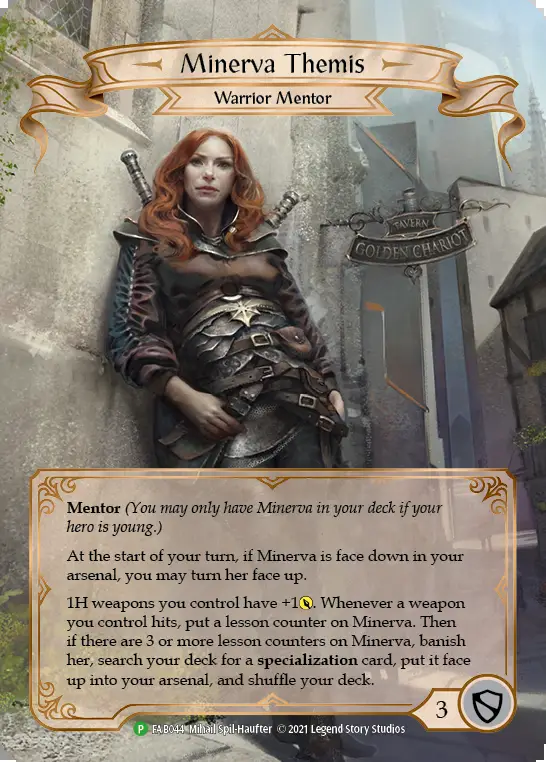 Minerva Themis
Warrior Mentor
TAVERN
GOLDEN CHARIOT
Mentor (You may only have Minerva in your deck if your
hero is young.)
At the start of your turn, if Minerva is face down in your
arsenal, you may turn her face up.
1H weapons you control have +1. Whenever a weapon
you control hits, put a lesson counter on Minerva. Then
if there are 3 or more lesson counters on Minerva, banish
her, search your deck for a specialization card, put it face
up into your arsenal, and shuffle your deck.
3
P FAB044 Mihail Spil-Haufter © 2021 Legend Story Studios